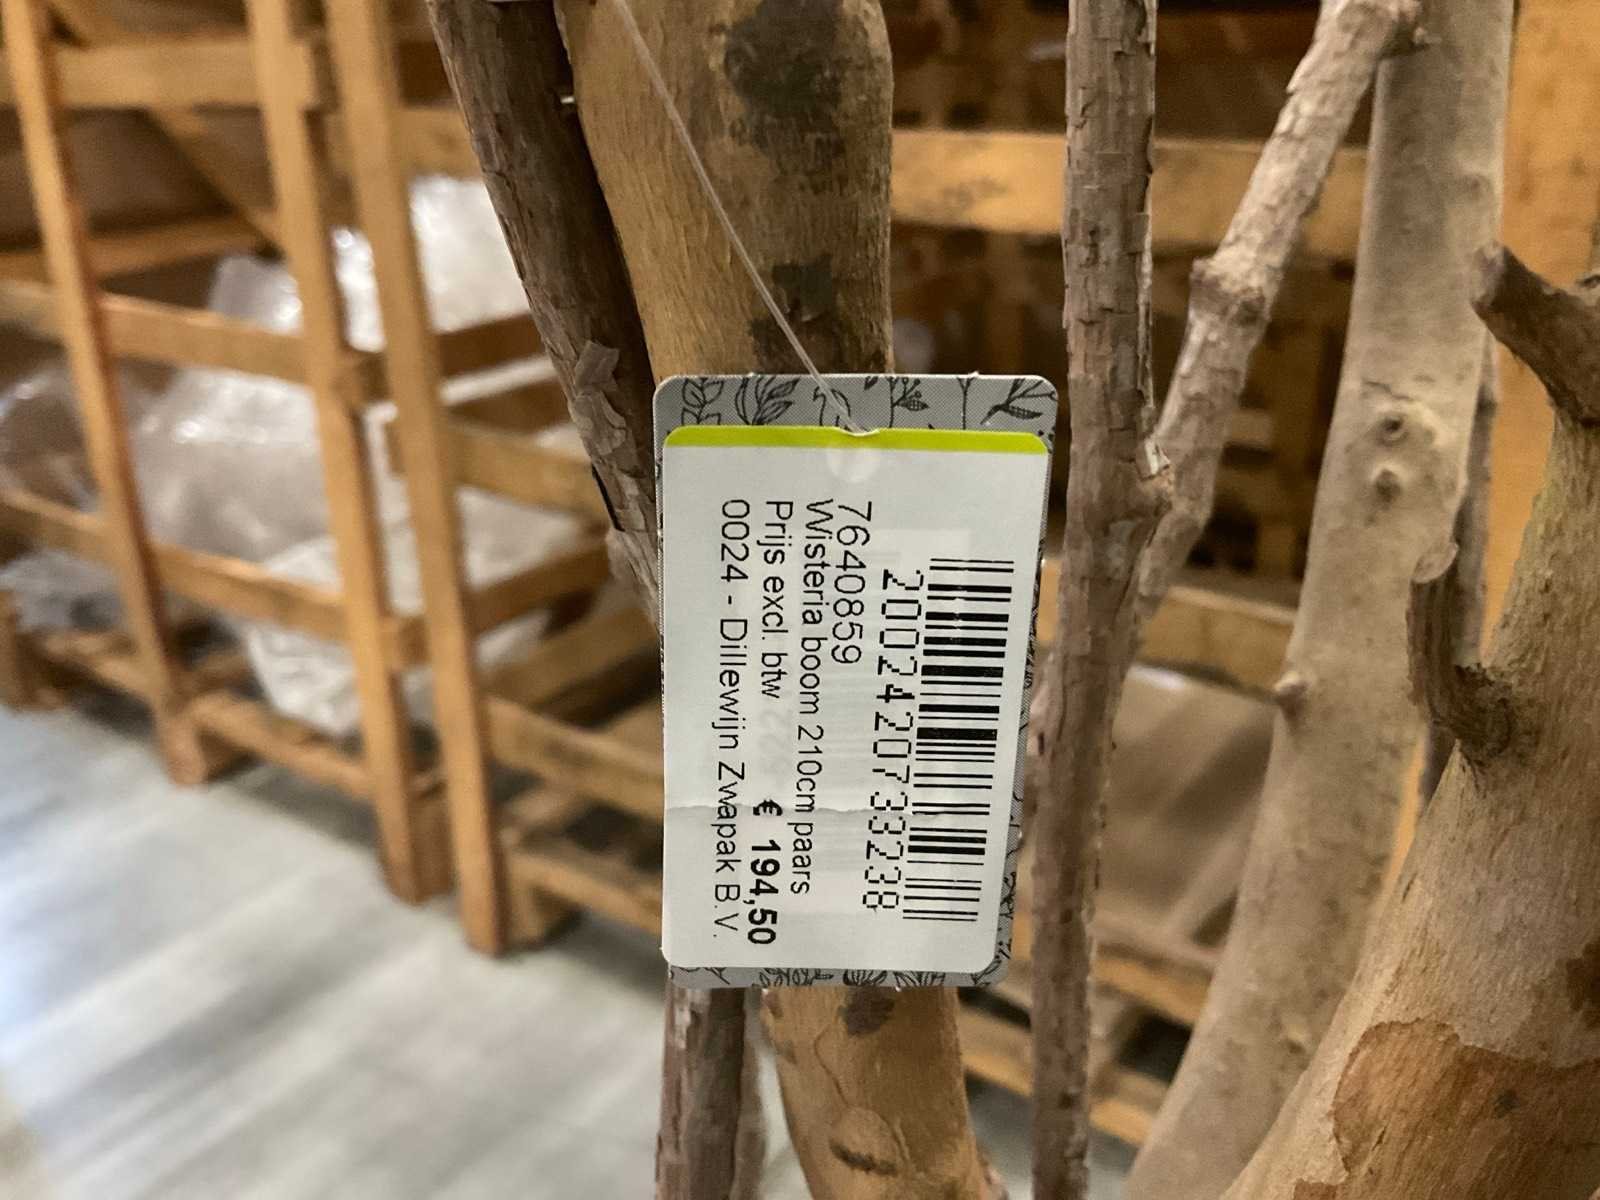 2002420733238
7640859
Wisteria boom 210cm paars
Prijs excl. btw € 194,50
0024 - Dillewijn Zwapak B.V.